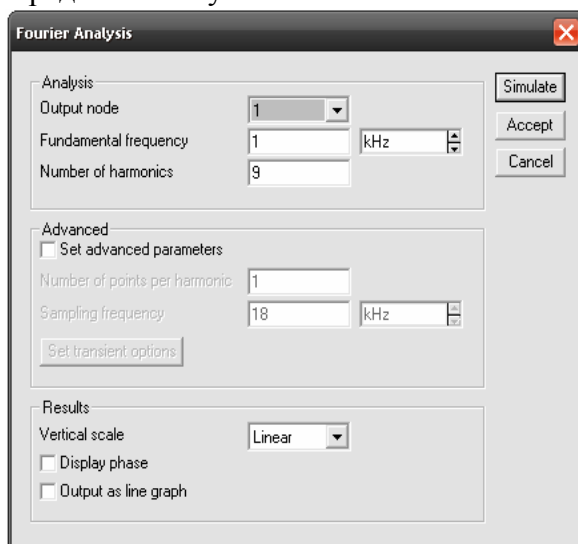 Fourier Analysis
Analysis
Output node 1
Fundamental frequency 1 kHz
Number of harmonics 9
Simulate
Accept
Cancel
Advanced
Set advanced parameters
Number of points per harmonic 1
Sampling frequency 18 kHz
Set transient options
Results
Vertical scale Linear
Display phase
Output as line graph